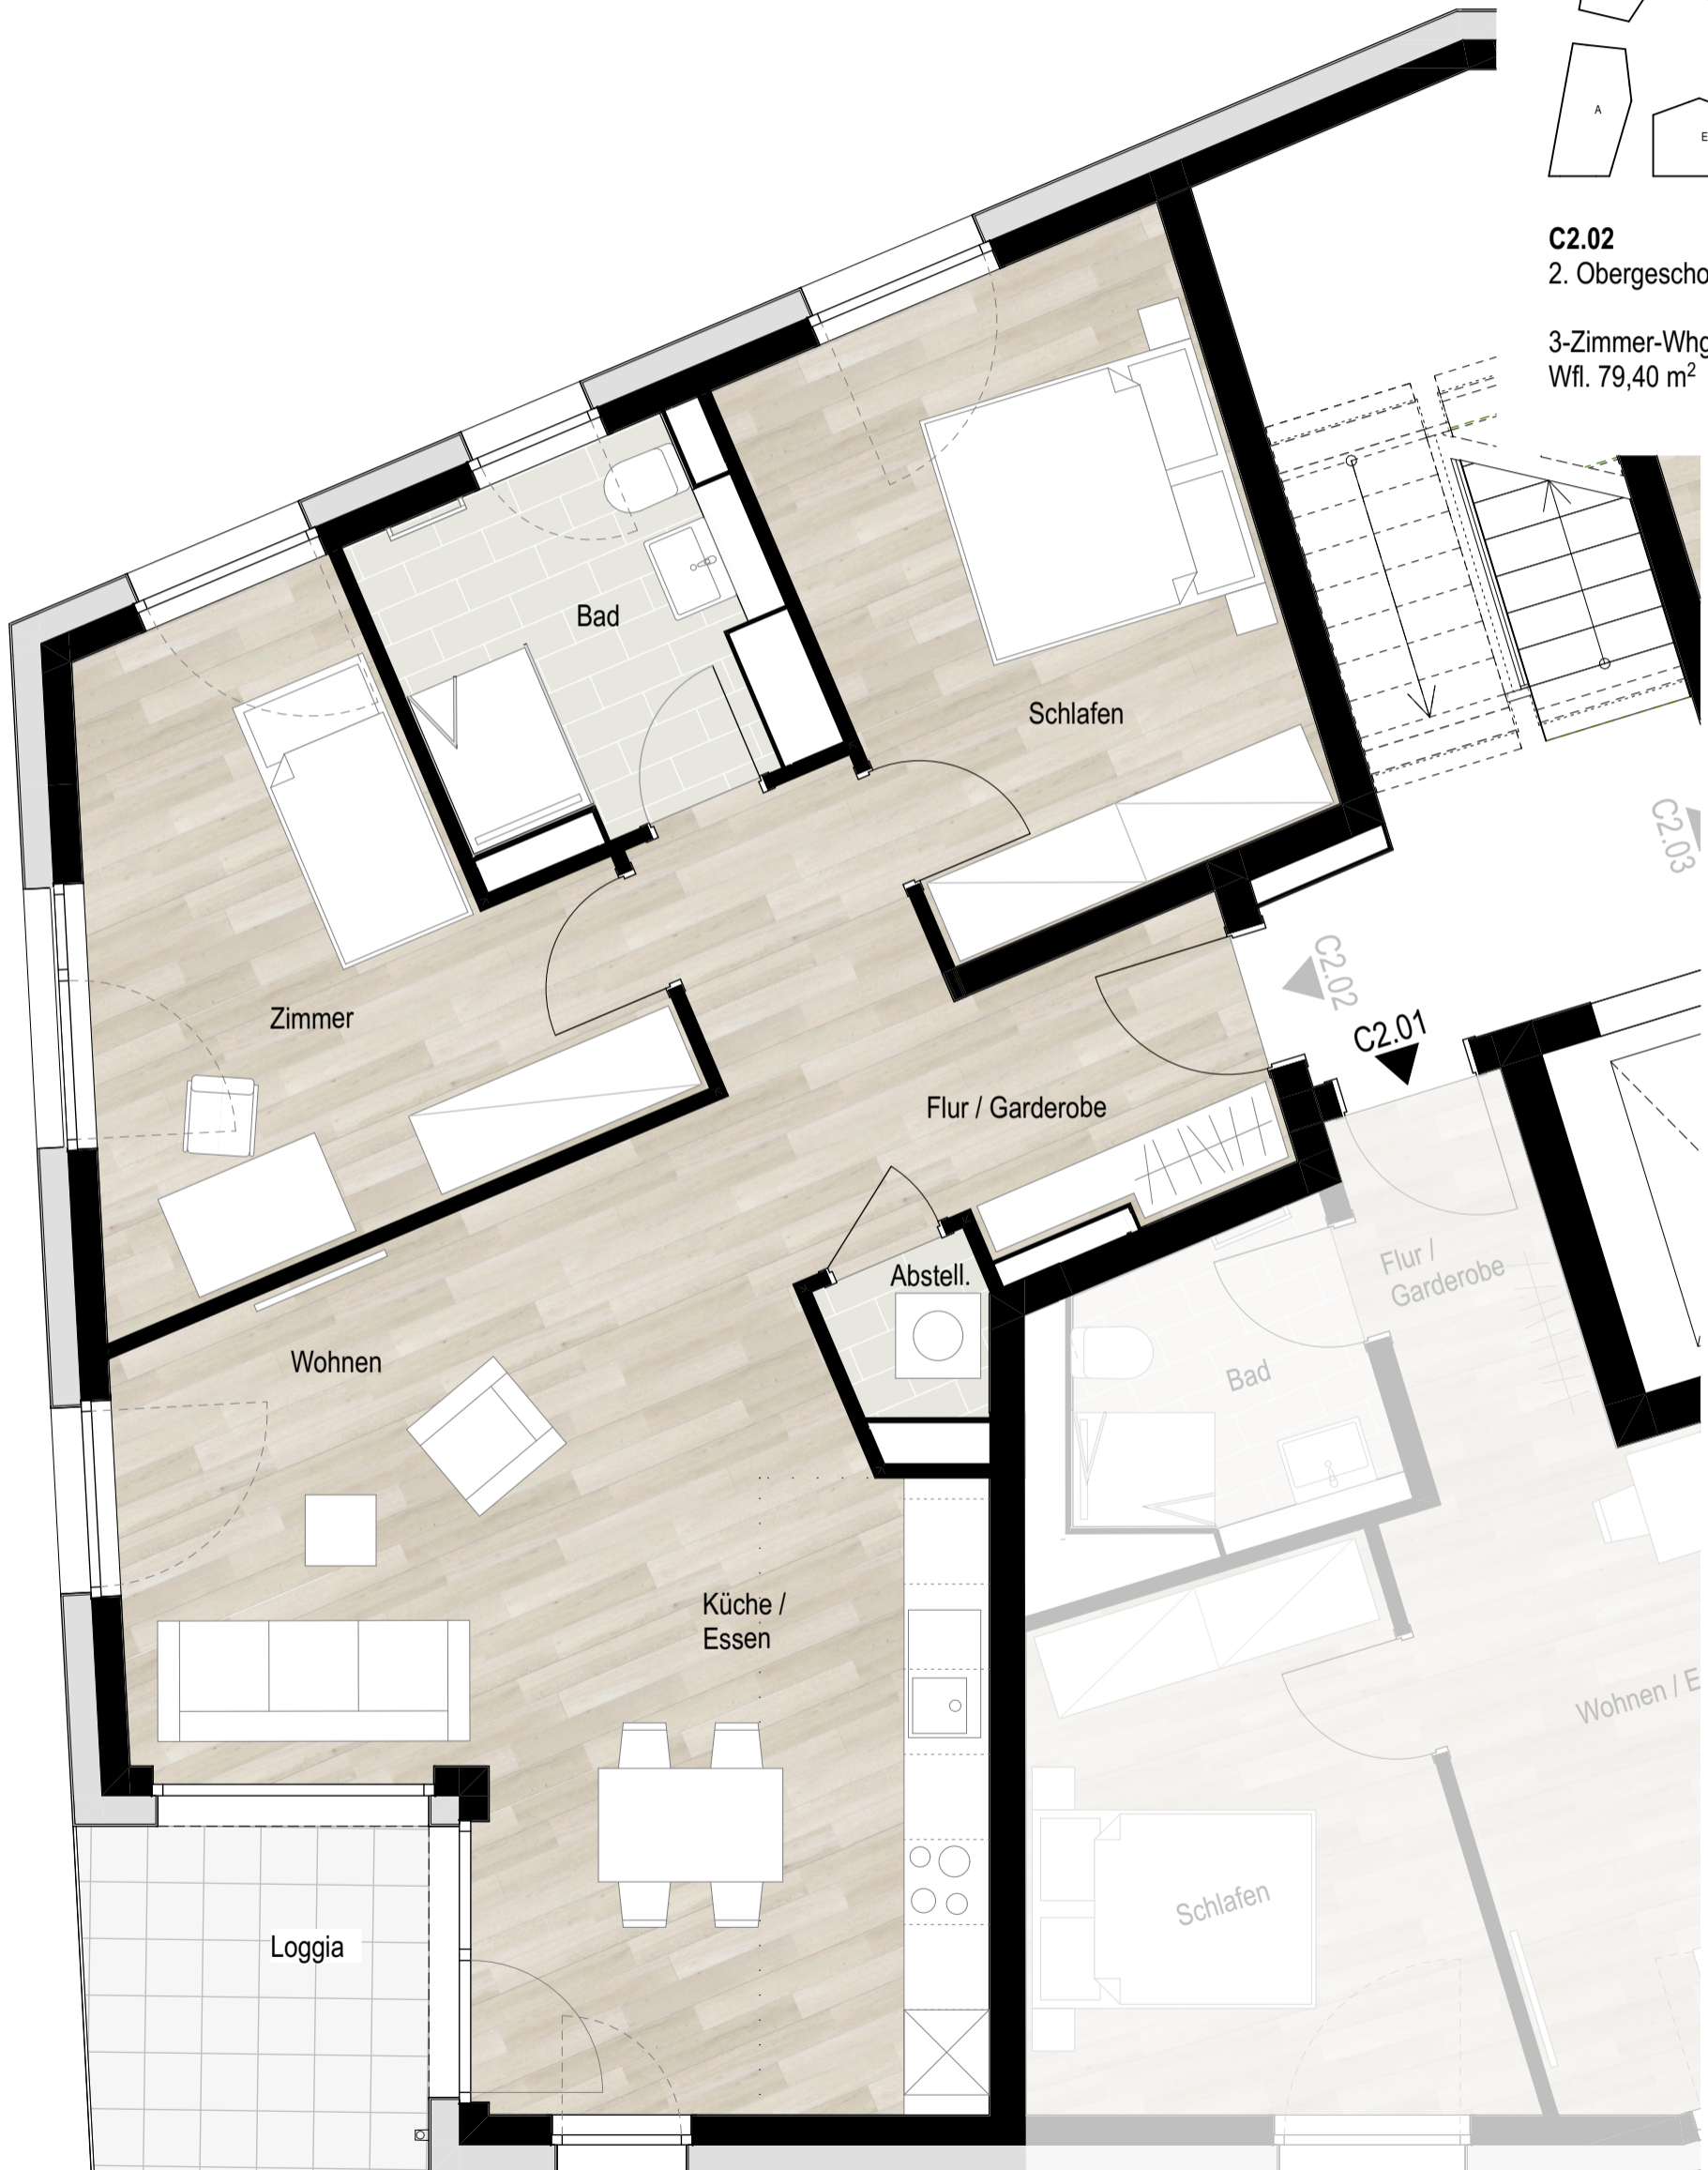 A
E
C2.02
2. Obergescho
3-Zimmer-Whg
Wfl. 79,40 m²
Bad
Schlafen
C2.03
C2.02
C2.01
Zimmer
Flur / Garderobe
Abstell.
Flur /
Garderobe
Wohnen
Bad
Küche /
Essen
Wohnen / E
Schlafen
Loggia